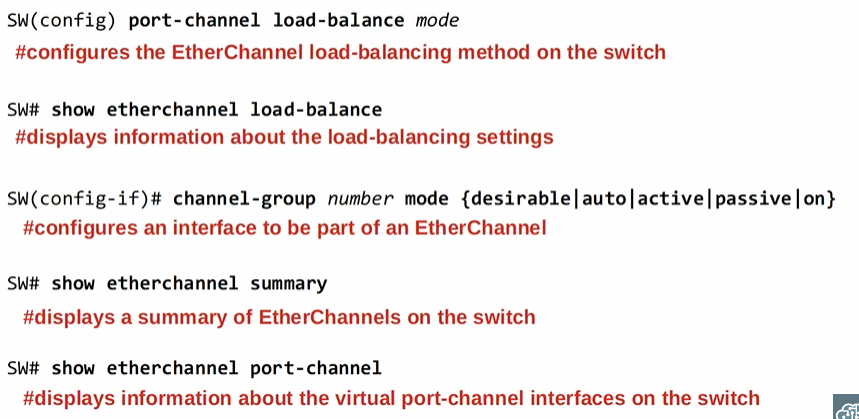 SW(config) port-channel load-balance mode
#configures the EtherChannel load-balancing method on the switch
SW# show etherchannel load-balance
#displays information about the load-balancing settings
SW(config-if)# channel-group number mode {desirable|auto|active|passive|on}
#configures an interface to be part of an EtherChannel
SW# show etherchannel summary
#displays a summary of EtherChannels on the switch
SW# show etherchannel port-channel
#displays information about the virtual port-channel interfaces on the switch